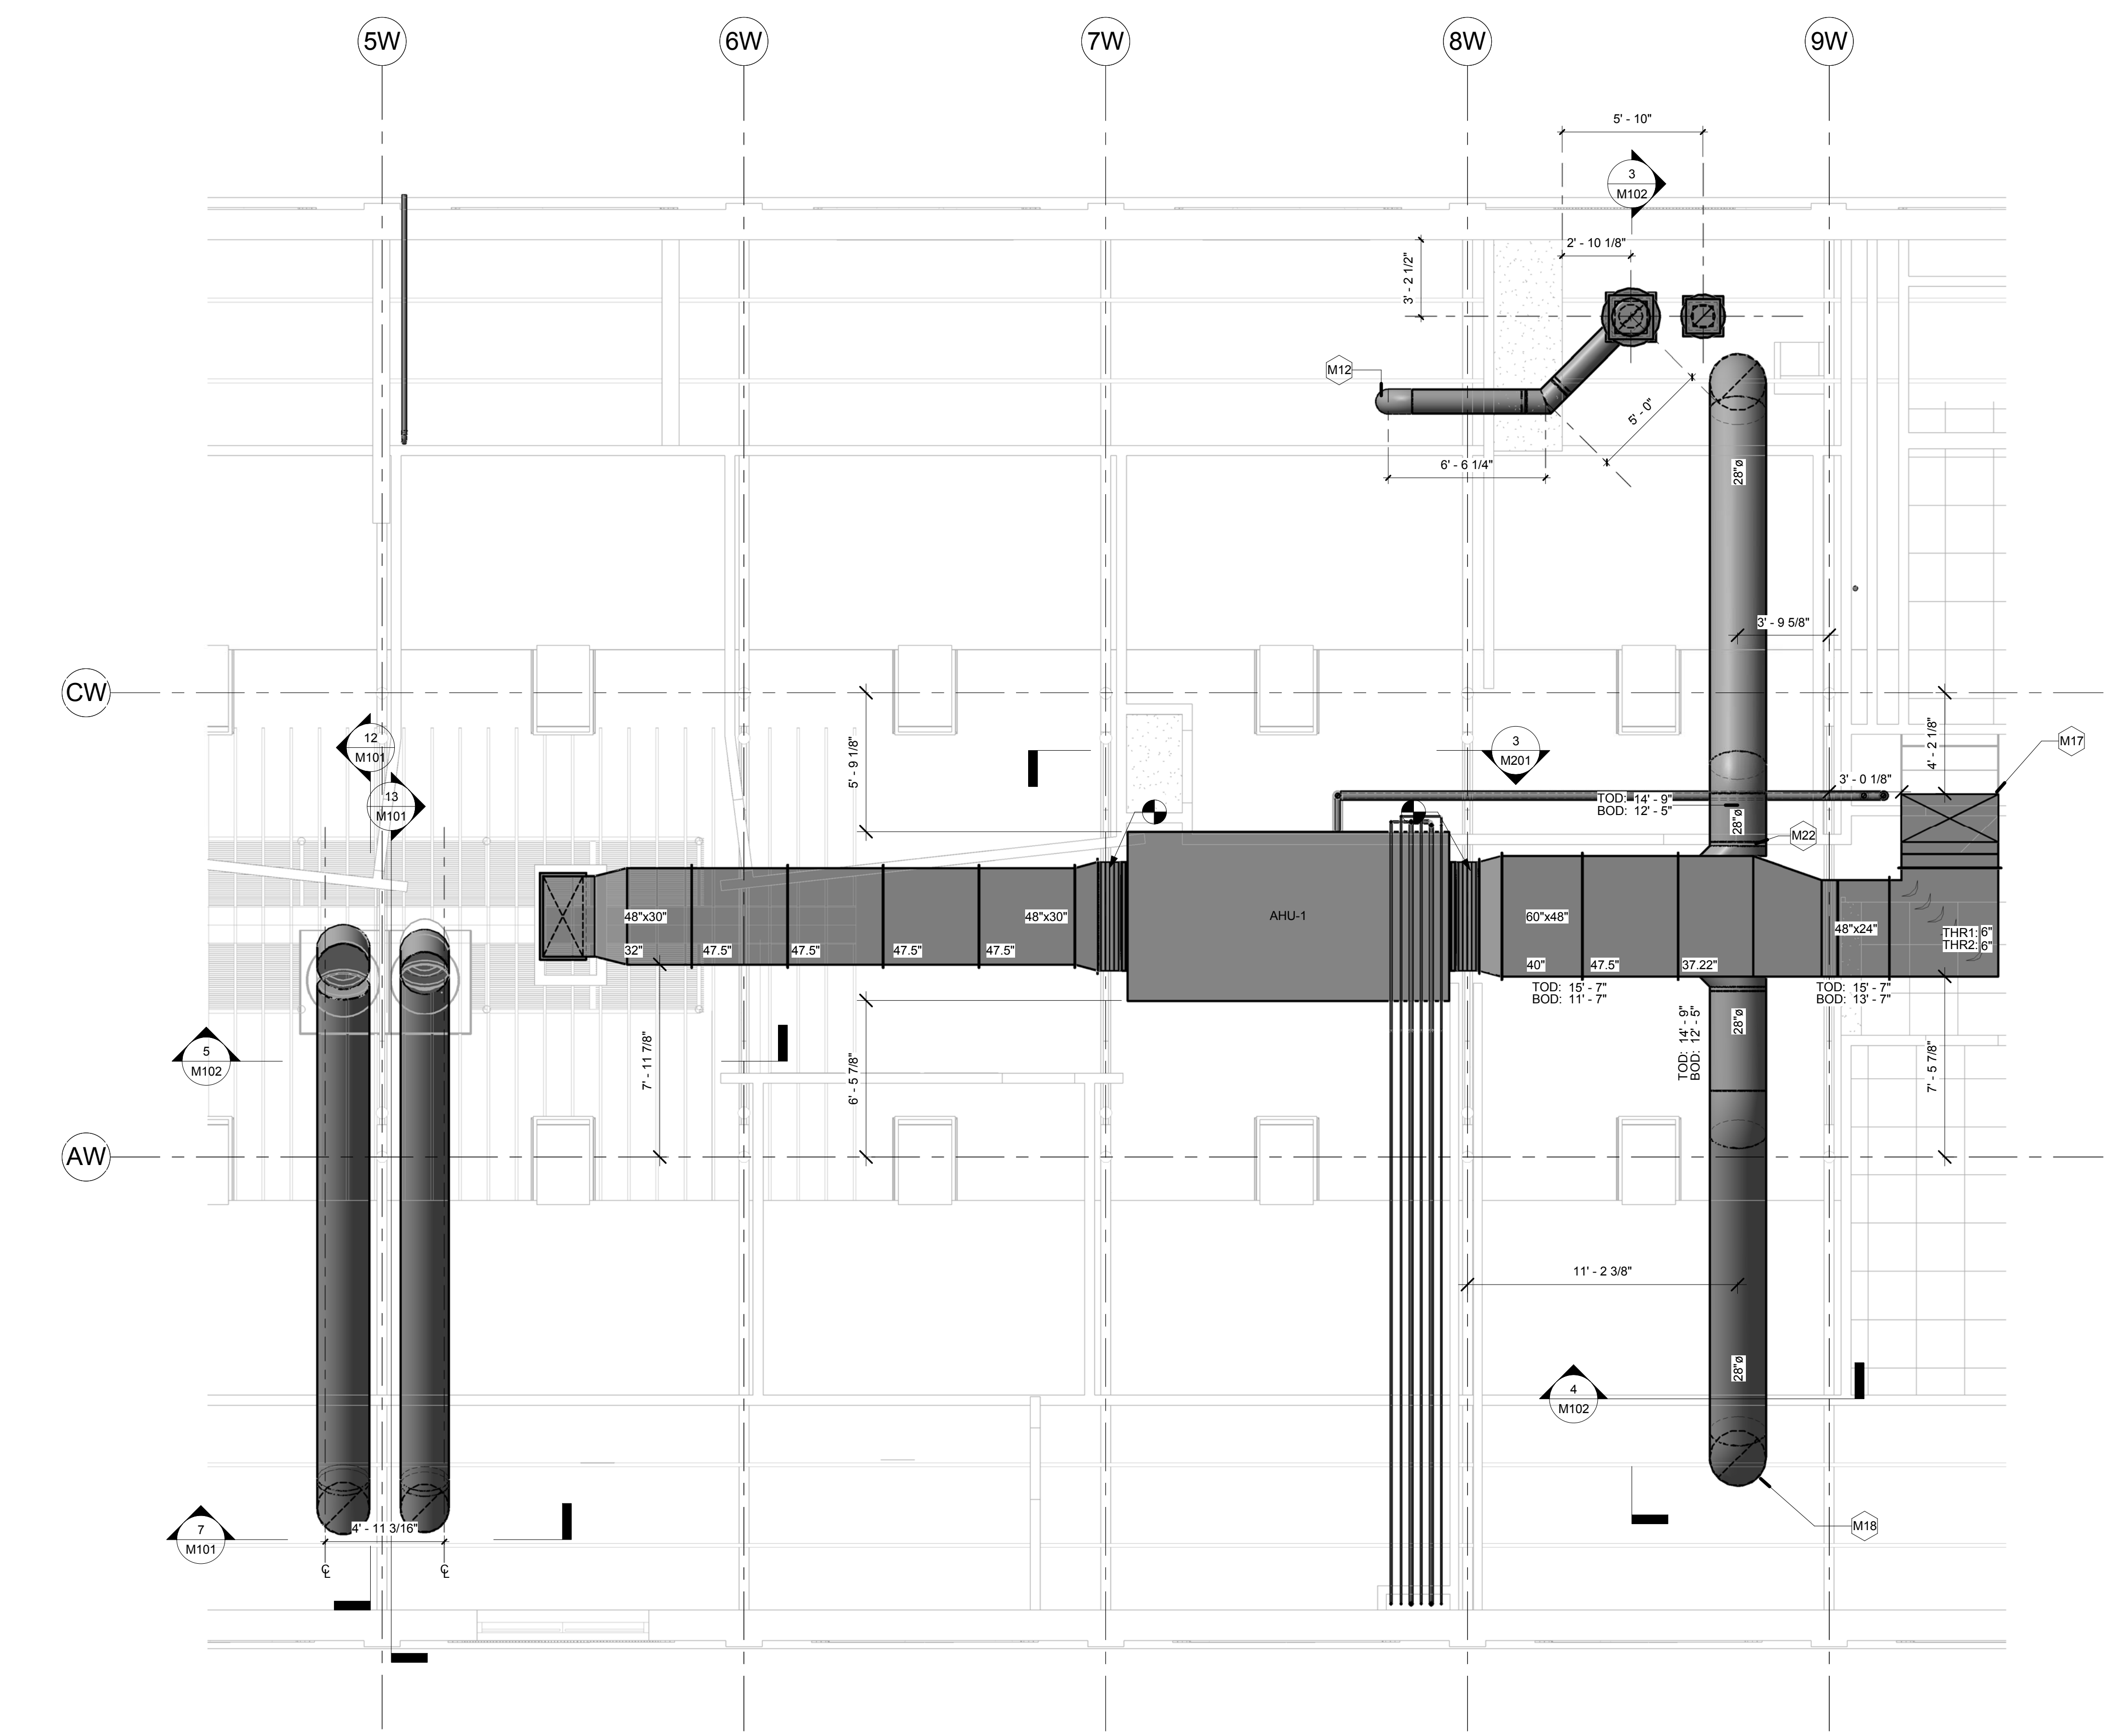 5W
6W
7W
8W
9W
5' - 10"
3
M102
2' - 10 1/8"
3' - 2 1/2"
M12
5' - 0"
6' - 6 1/4"
28"ø
3' - 9 5/8"
CW
12
M101
13
M101
5' - 9 1/8"
3
M201
4' - 2 1/8"
M17
3' - 0 1/8"
TOD: 14' - 9"
BOD: 12' - 5"
28"ø
M22
48"x30"
48"x30"
AHU-1
60"x48"
48"x24"
THR1: 6"
THR2: 6"
32"
47.5"
47.5"
47.5"
47.5"
40"
47.5"
37.22"
TOD: 15' - 7"
BOD: 11' - 7"
TOD: 15' - 7"
BOD: 13' - 7"
28"ø
TOD: 14' - 9"
BOD: 12' - 5"
5
M102
7' - 11 7/8"
6' - 5 7/8"
7' - 5 7/8"
AW
11' - 2 3/8"
28"ø
4
M102
7
M101
4' - 11 3/16"
M18
℄
℄